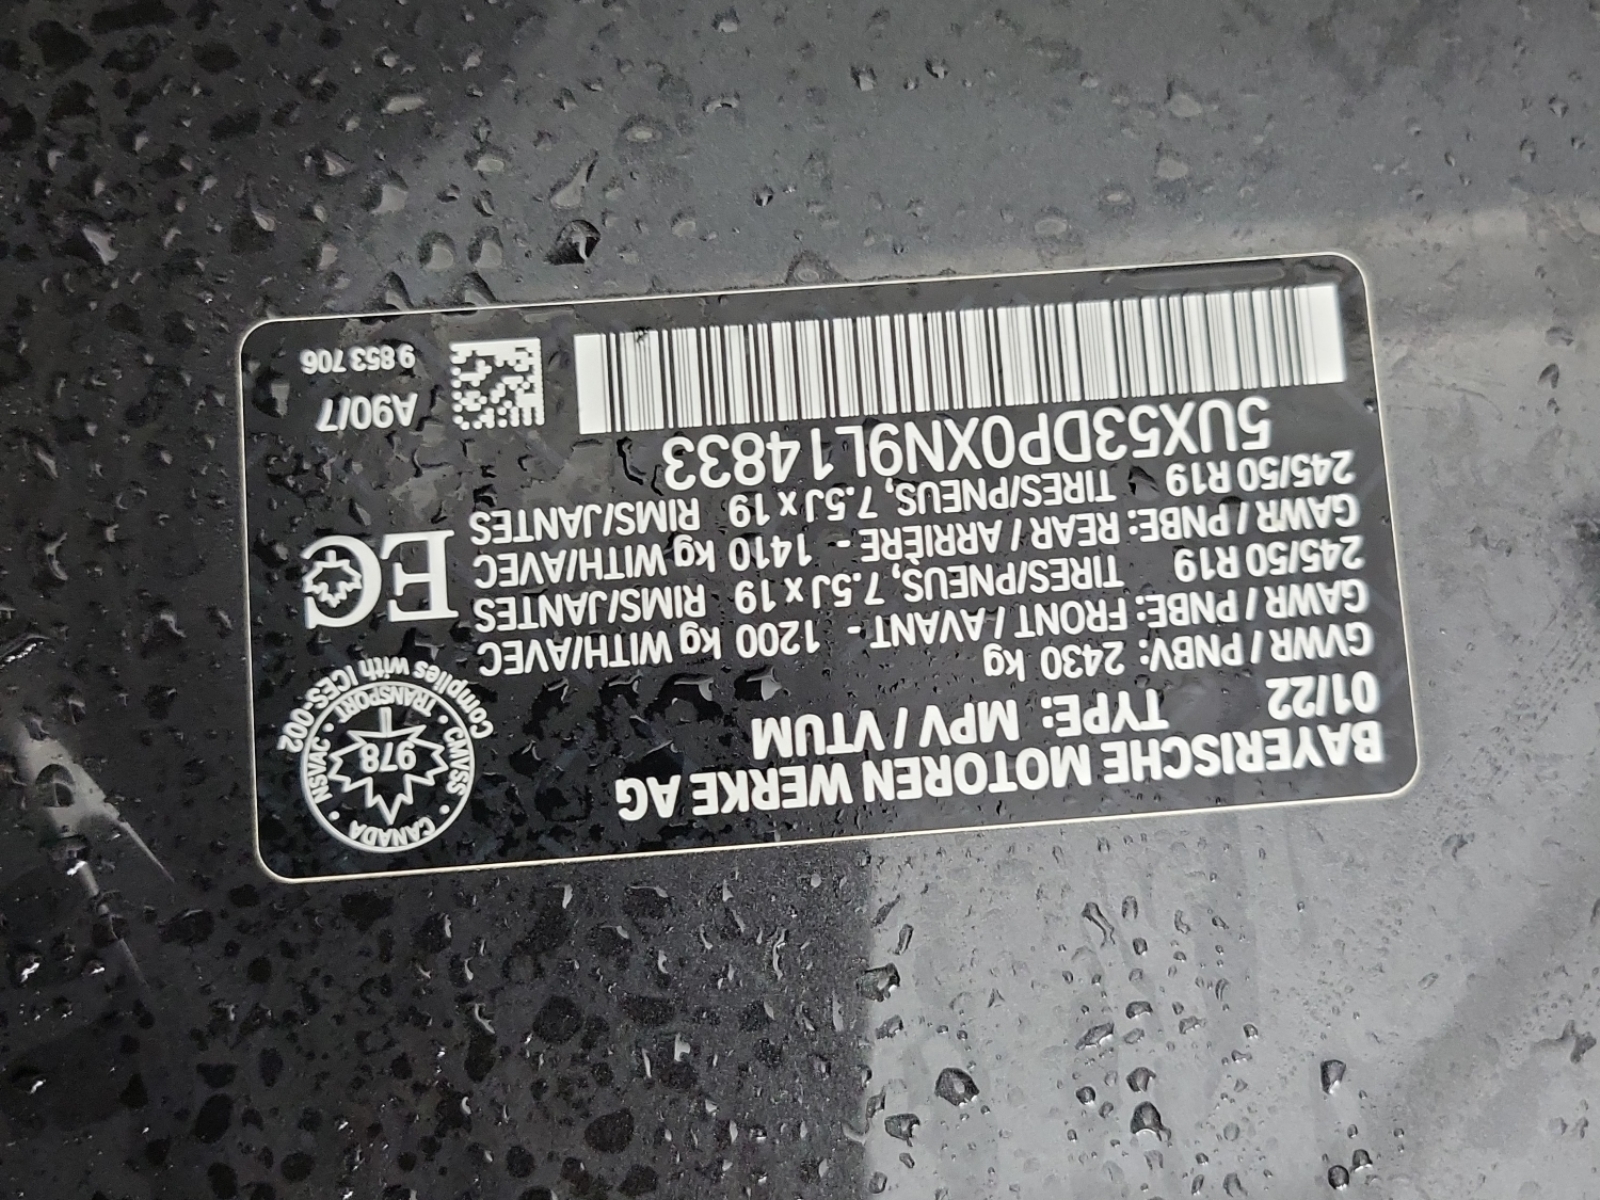 BAYERISCHE MOTOREN WERKE AG
01/22 TYPE: MPV / VTUM
GVWR / PNBV: 2430 kg
GAWR / PNBE: FRONT / AVANT - 1200 kg WITH/AVEC
245/50 R19 TIRES/PNEUS, 7.5J x 19 RIMS/JANTES
GAWR / PNBE: REAR / ARRIÈRE - 1410 kg WITH/AVEC
245/50 R19 TIRES/PNEUS, 7.5J x 19 RIMS/JANTES
5UX53DP0XN9L14833
CANADA · CMVSS · TRANSPORT · NSVAC
978
Complies with ICES-002
EC
A90/7
9 853 706